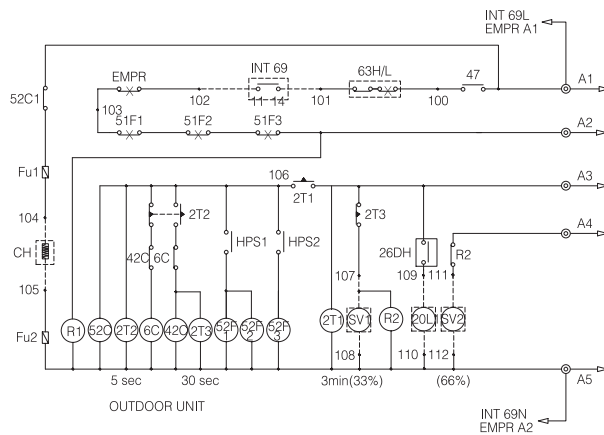 INT 69L
EMPR A1
EMPR
INT 69
63H/L
47
A1
52C1
103
102
11 14
101
100
51F1
51F2
51F3
A2
Fu1
106
2T1
A3
104
2T2
2T3
A4
CH
42C
6C
HPS1
HPS2
26DH
R2
105
107
109
111
Fu2
R1
52C
2T2
6C
42C
2T3
52F
1
52F
2
52F
3
2T1
SV1
R2
20L
SV2
108
110
112
5 sec
30 sec
3min(33%)
(66%)
A5
OUTDOOR UNIT
INT 69N
EMPR A2